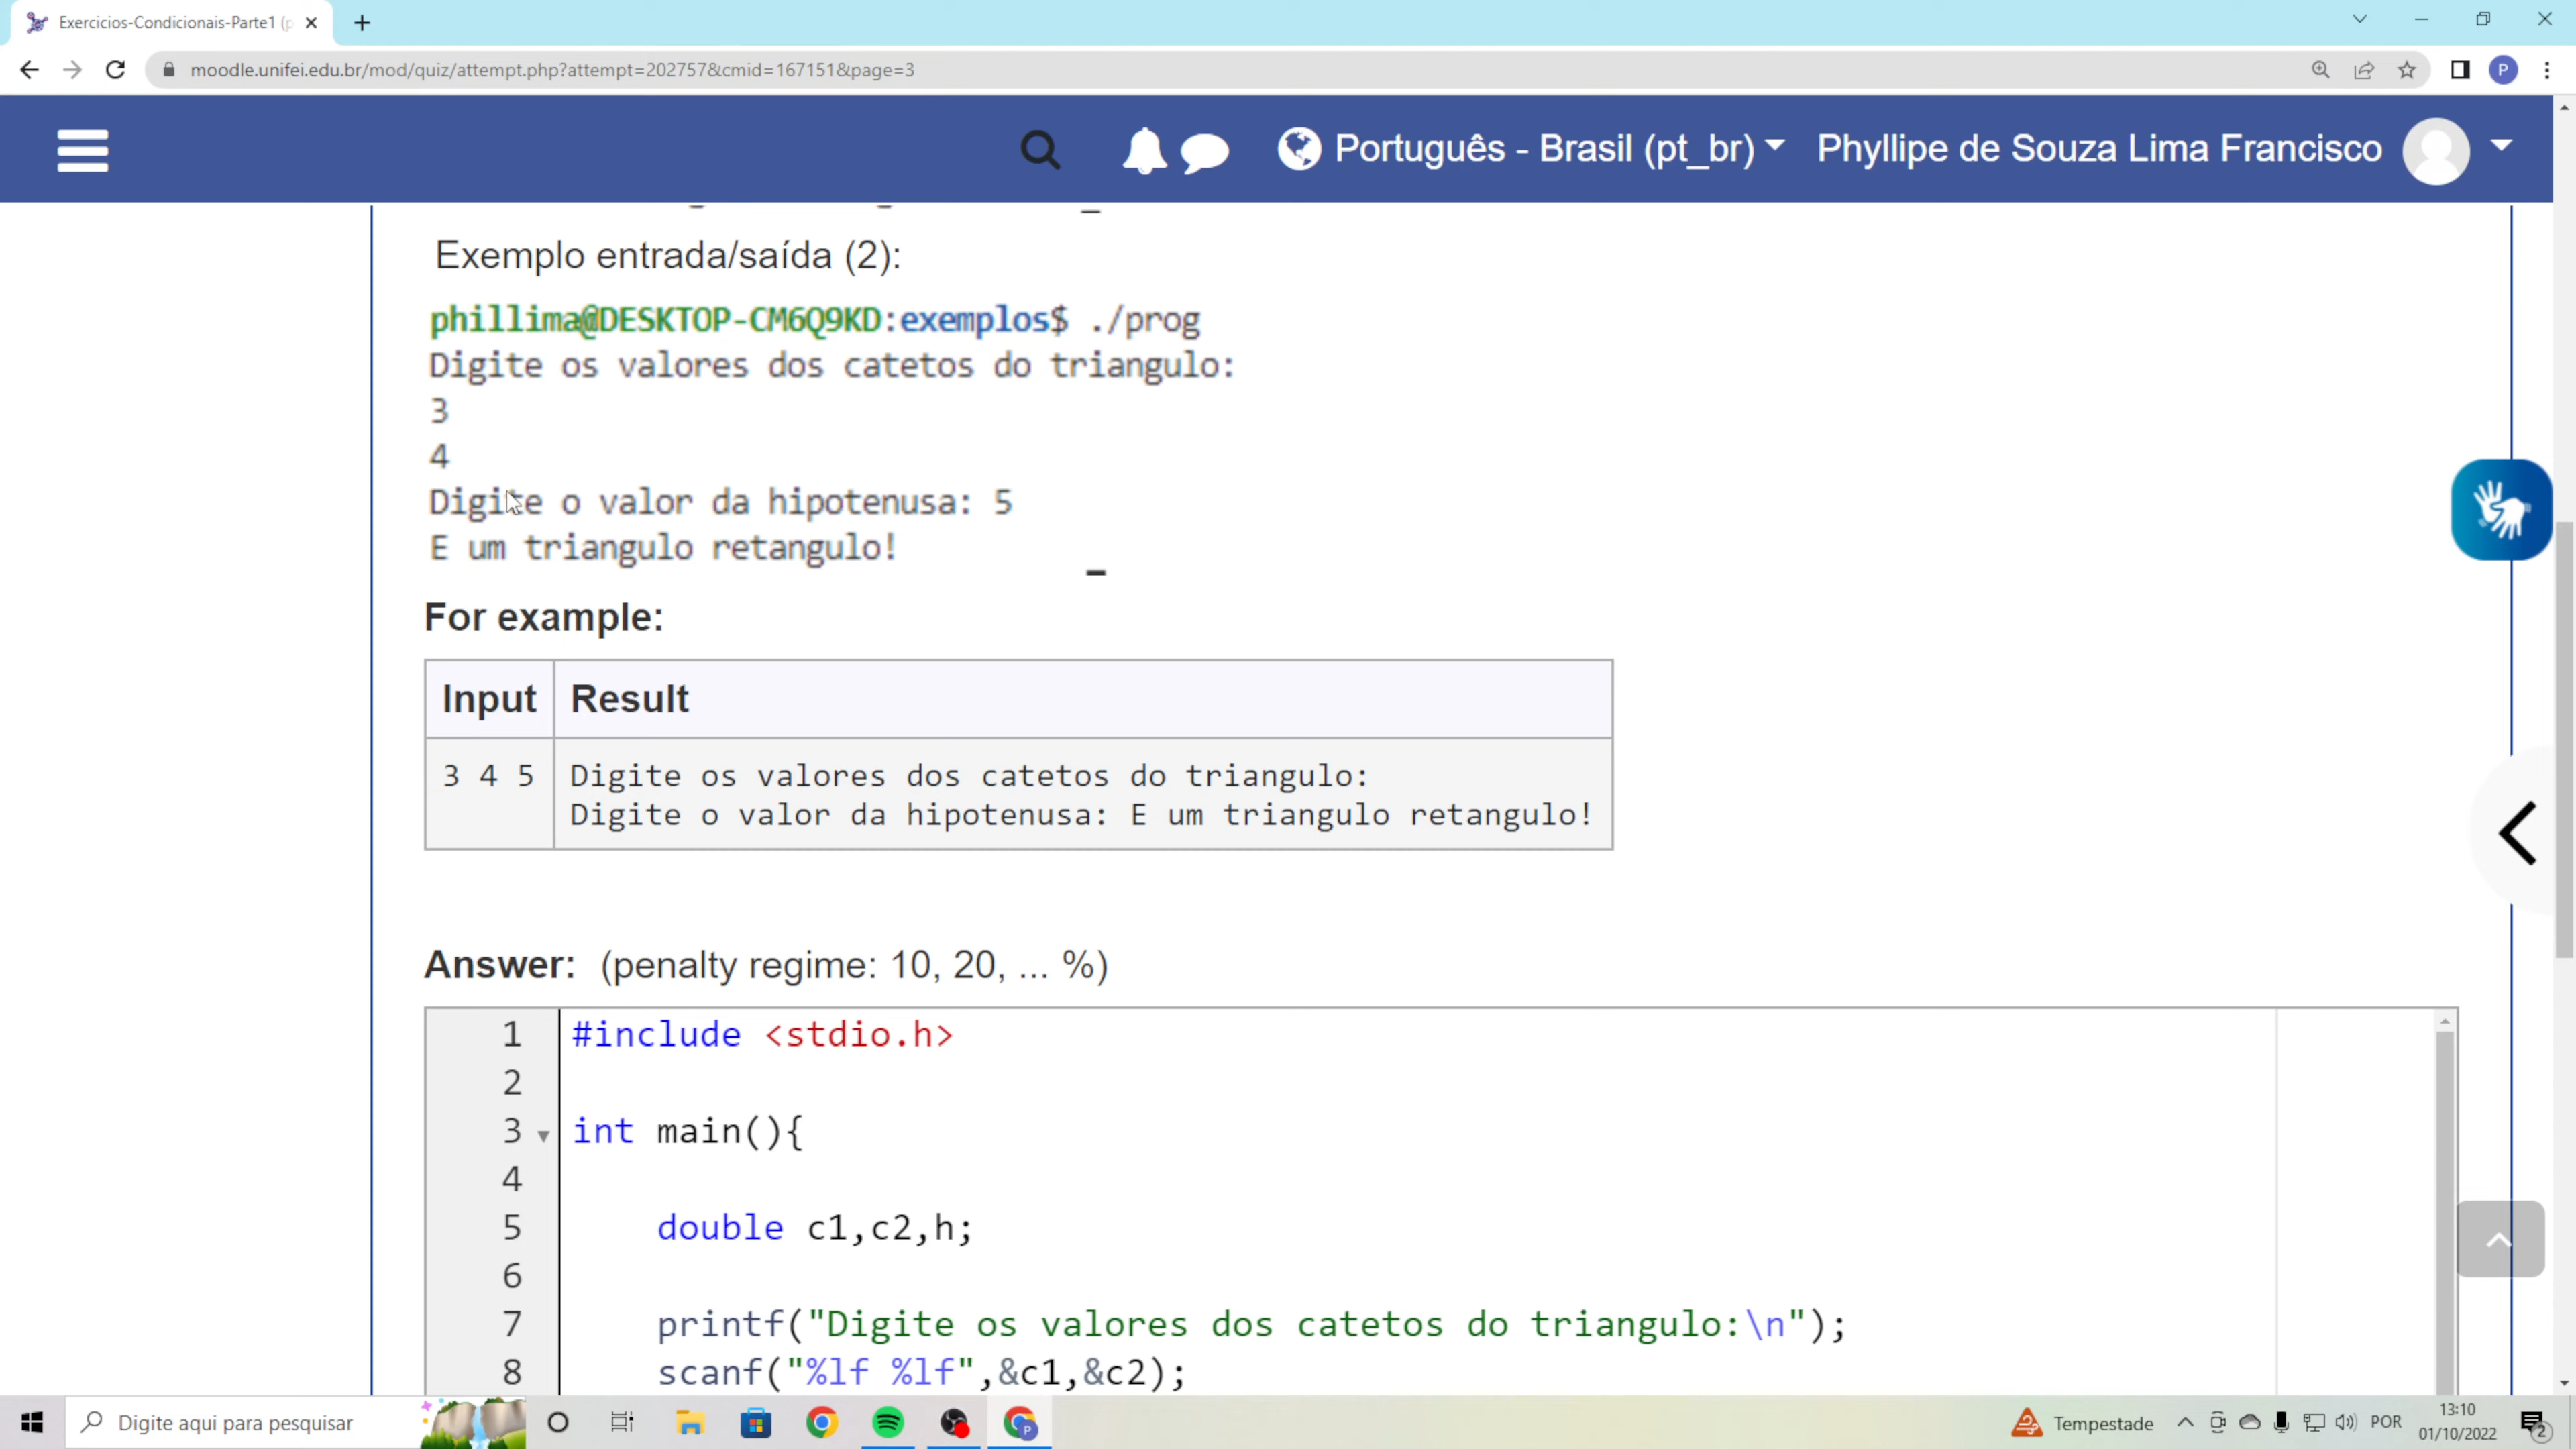 Exercicios-Condicionais-Parte1 (p
moodle.unifei.edu.br/mod/quiz/attempt.php?attempt=202757&cmid=167151&page=3
P
Português - Brasil (pt_br)
Phyllipe de Souza Lima Francisco
Exemplo entrada/saída (2):
phillima@DESKTOP-CM6Q9KD:exemplos$ ./prog
Digite os valores dos catetos do triangulo:
3
4
Digite o valor da hipotenusa: 5
E um triangulo retangulo!
For example:
Input Result
3 4 5 Digite os valores dos catetos do triangulo:
Digite o valor da hipotenusa: E um triangulo retangulo!
Answer: (penalty regime: 10, 20, ... %)
1 #include <stdio.h>
2
3 int main(){
4
5 double c1,c2,h;
6
7 printf("Digite os valores dos catetos do triangulo:\n");
8 scanf("%lf %lf",&c1,&c2);
Digite aqui para pesquisar
Tempestade
POR
13:10
01/10/2022
2